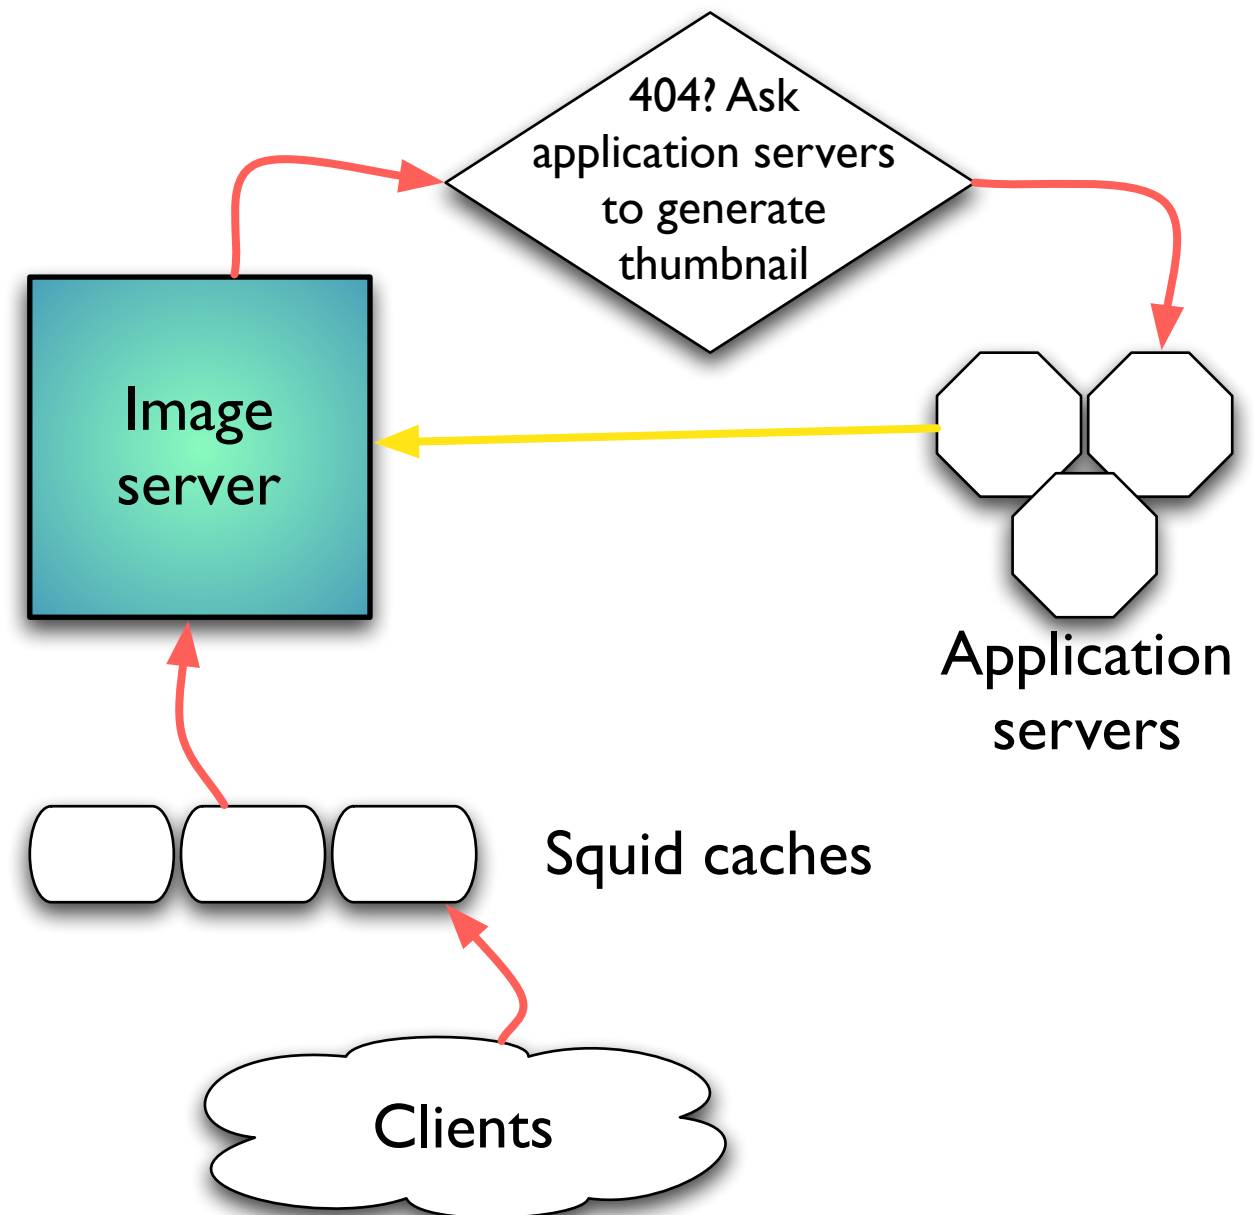 404? Ask
application servers
to generate
thumbnail
Image
server
Application
servers
Squid caches
Clients